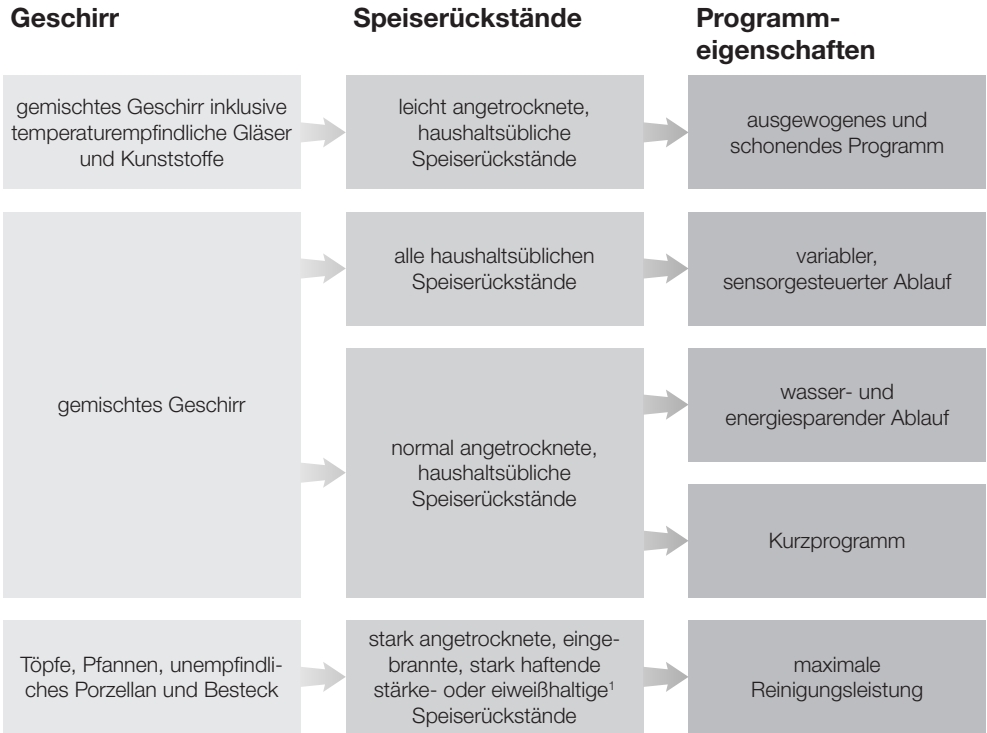 Geschirr
Speiserückstände
Programm-
eigenschaften
gemischtes Geschirr inklusive
temperaturempfindliche Gläser
und Kunststoffe
leicht angetrocknete,
haushaltsübliche
Speiserückstände
ausgewogenes und
schonendes Programm
gemischtes Geschirr
alle haushaltsüblichen
Speiserückstände
variabler,
sensorgesteuerter Ablauf
normal angetrocknete,
haushaltsübliche
Speiserückstände
wasser- und
energiesparender Ablauf
Kurzprogramm
Töpfe, Pfannen, unempfindli-
ches Porzellan und Besteck
stark angetrocknete, einge-
brannte, stark haftende
stärke- oder eiweißhaltige¹
Speiserückstände
maximale
Reinigungsleistung